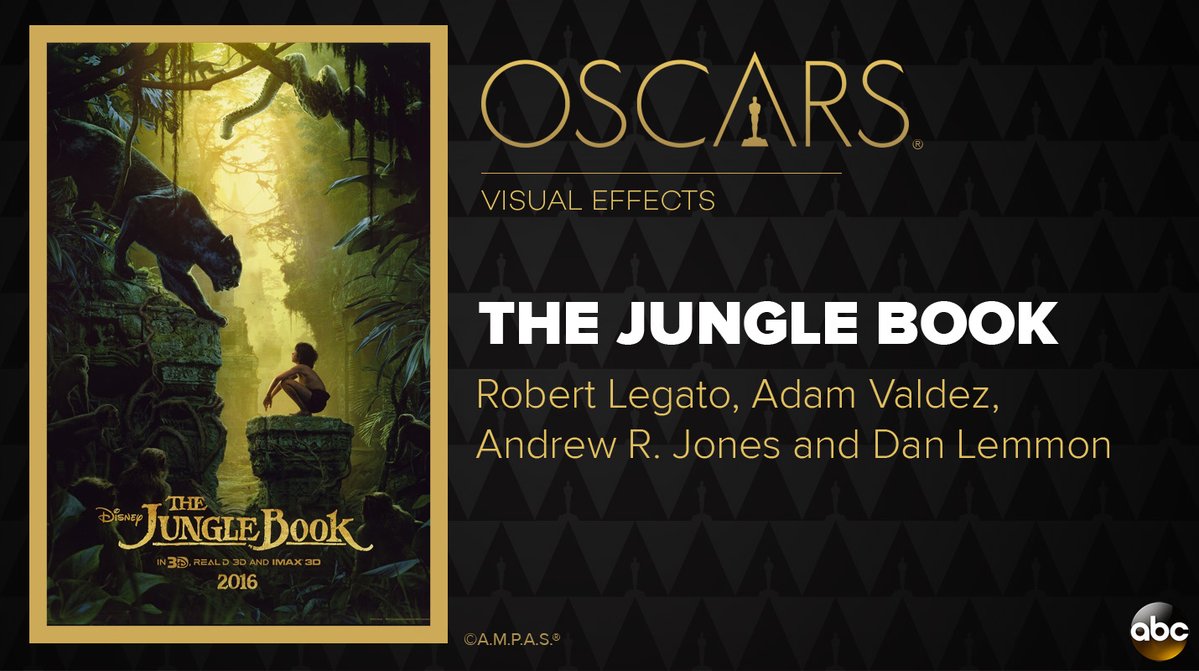 OSCARS®
VISUAL EFFECTS
THE JUNGLE BOOK
Robert Legato, Adam Valdez,
Andrew R. Jones and Dan Lemmon
DISNEY
THE
JUNGLE BOOK
IN 3D, REAL D 3D AND IMAX 3D
2016
©A.M.P.A.S.®
abc